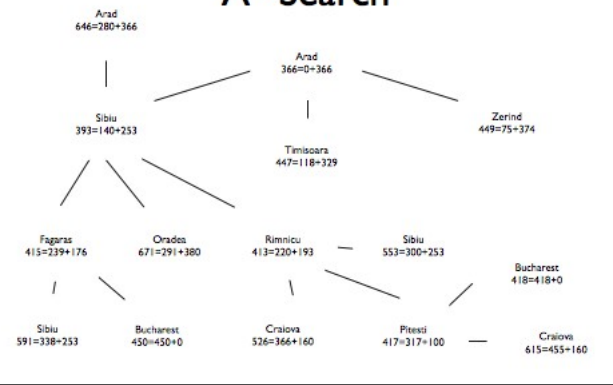 A* Search
Arad
646=280+366
Arad
366=0+366
Sibiu
393=140+253
Zerind
449=75+374
Timisoara
447=118+329
Fagaras
415=239+176
Oradea
671=291+380
Rimnicu
413=220+193
Sibiu
553=300+253
Bucharest
418=418+0
Sibiu
591=338+253
Bucharest
450=450+0
Craiova
526=366+160
Pitesti
417=317+100
Craiova
615=455+160